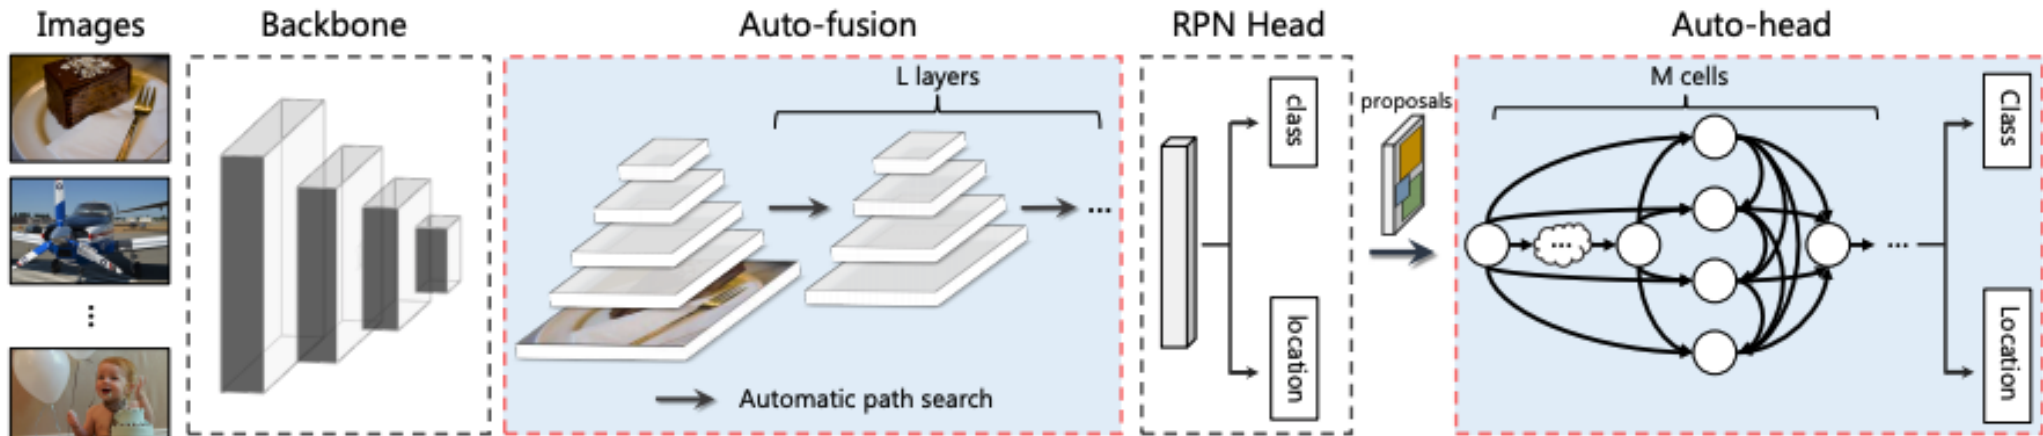 Images
Backbone
Auto-fusion
RPN Head
Auto-head
L layers
...
Automatic path search
class
location
proposals
M cells
...
...
Class
Location
...